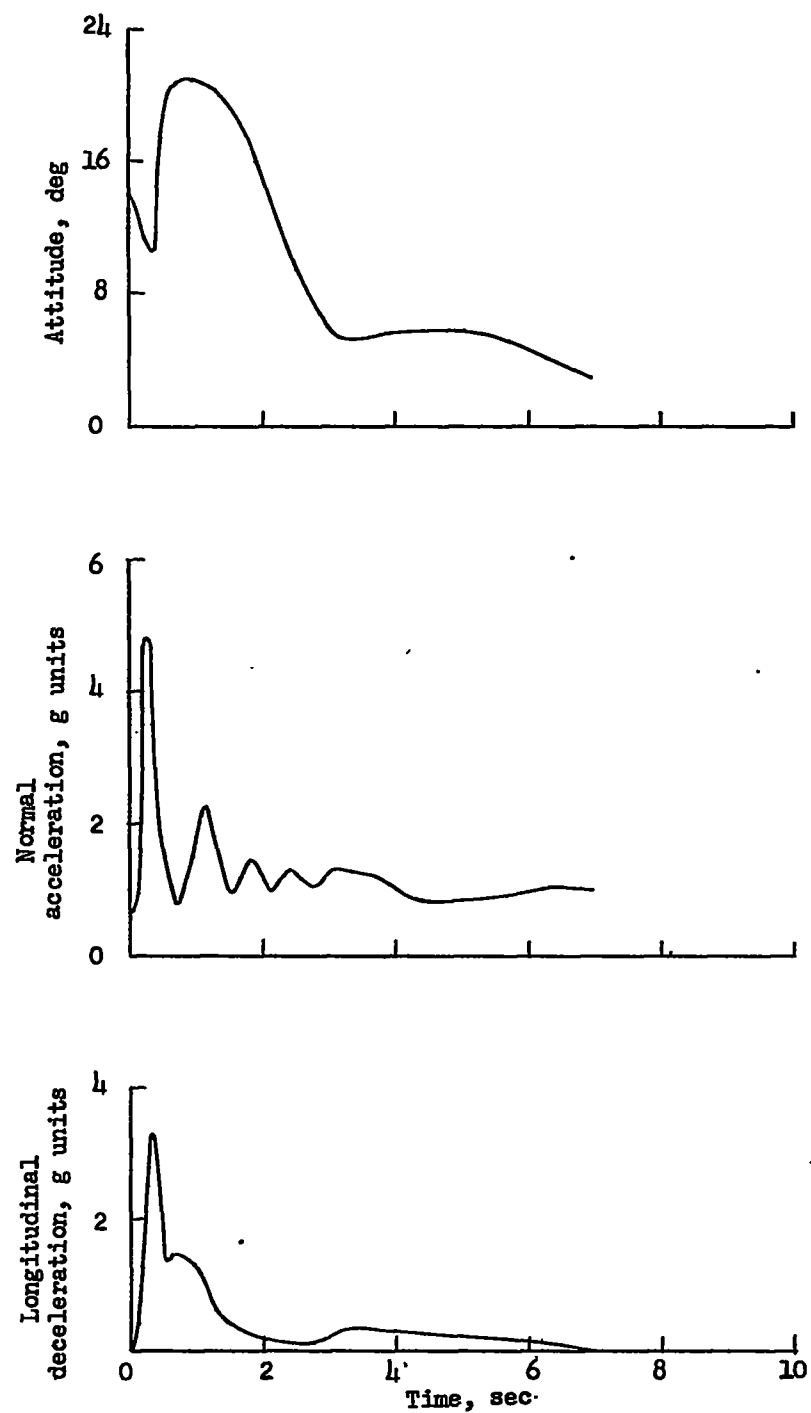 24
16
8
0
Attitude, deg
6
4
2
0
Normal
acceleration, g units
4
2
Longitudinal
deceleration, g units
0 2 4 6 8 10
Time, sec